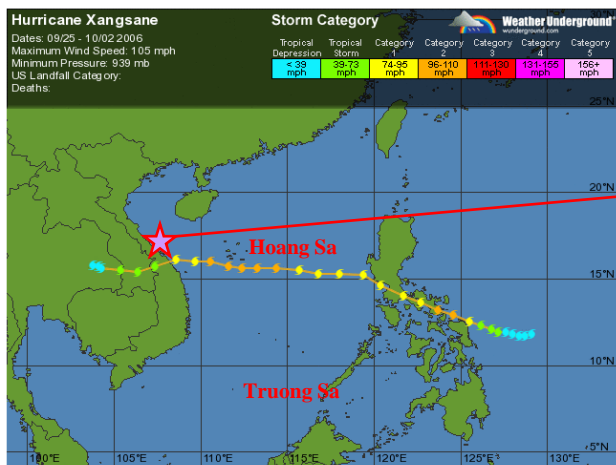 Hurricane Xangsane
Dates: 09/25 - 10/02 2006
Maximum Wind Speed: 105 mph
Minimum Pressure: 939 mb
US Landfall Category:
Deaths:
Storm Category
Weather Underground
wunderground.com
Tropical Depression
Tropical Storm
Category 1
Category 2
Category 3
Category 4
Category 5
< 39 mph
39-73 mph
74-95 mph
96-110 mph
111-130 mph
131-155 mph
156+ mph
30°N
25°N
20°N
Hoang Sa
15°N
10°N
Truong Sa
5°N
100°E
105°E
110°E
115°E
120°E
125°E
130°E